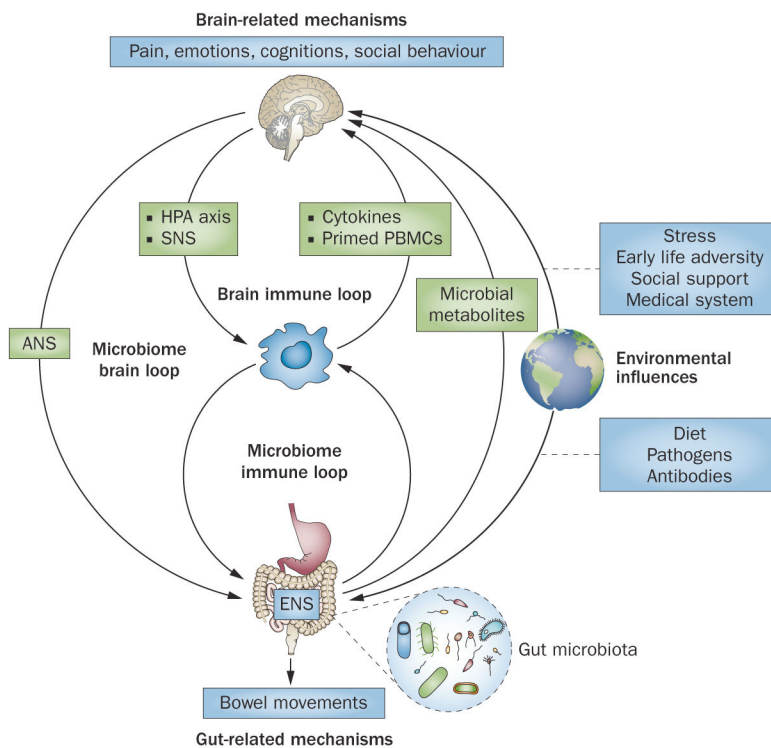 Brain-related mechanisms
Pain, emotions, cognitions, social behaviour
▪ HPA axis
▪ SNS
▪ Cytokines
▪ Primed PBMCs
Stress
Early life adversity
Social support
Medical system
Brain immune loop
Microbial
metabolites
ANS
Microbiome
brain loop
Environmental
influences
Microbiome
immune loop
Diet
Pathogens
Antibodies
ENS
Gut microbiota
Bowel movements
Gut-related mechanisms